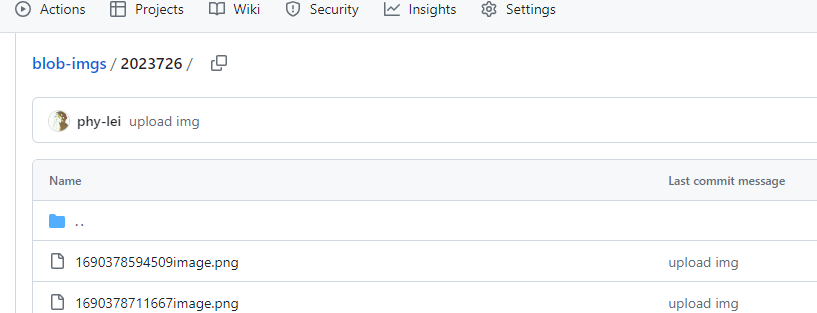 Actions Projects Wiki Security Insights Settings
blob-imgs / 2023726 /
phy-lei upload img
Name Last commit message
..
1690378594509image.png upload img
1690378711667image.png upload img